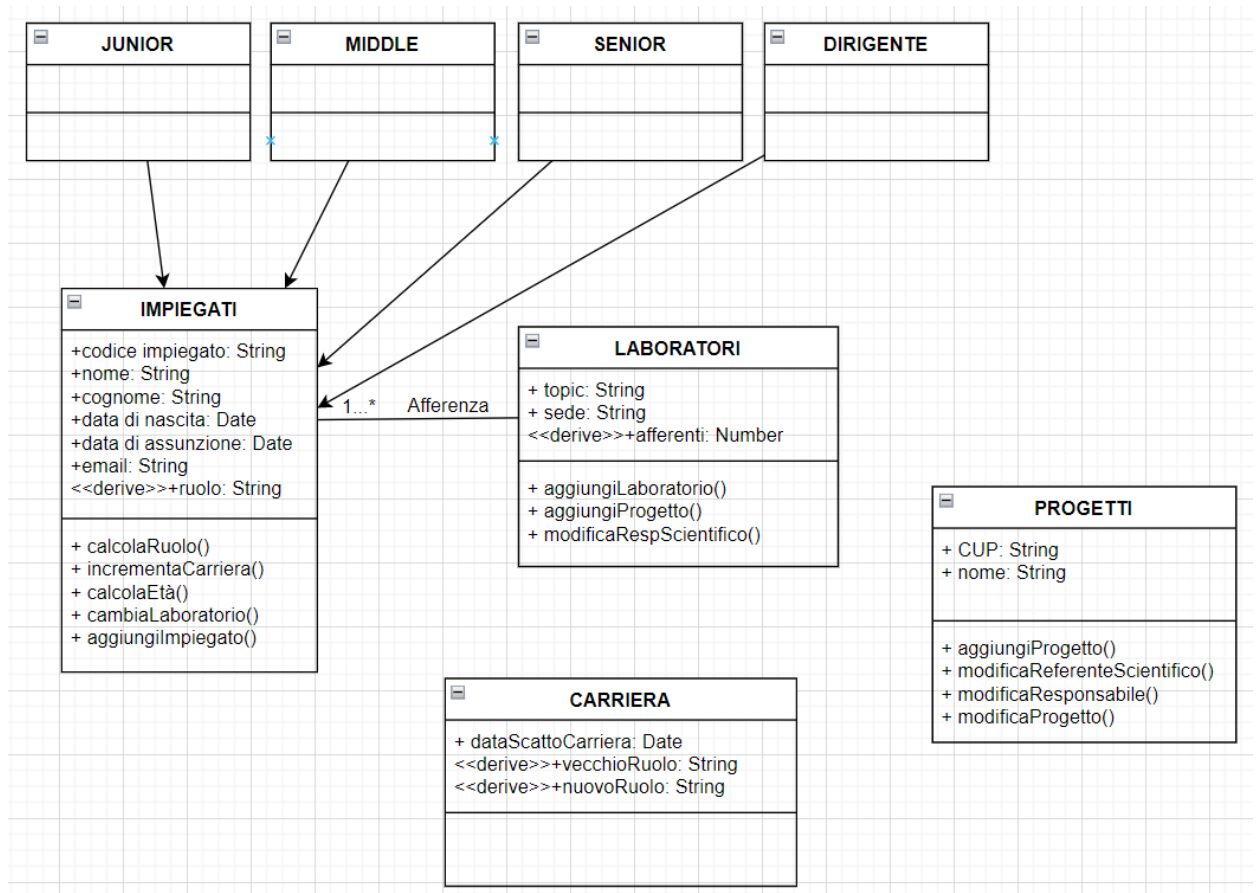 JUNIOR
MIDDLE
SENIOR
DIRIGENTE
IMPIEGATI
+codice impiegato: String
+nome: String
+cognome: String
+data di nascita: Date
+data di assunzione: Date
+email: String
<<derive>>+ruolo: String
+ calcolaRuolo()
+ incrementaCarriera()
+ calcolaEtà()
+ cambiaLaboratorio()
+ aggiungiImpiegato()
1...*
Afferenza
LABORATORI
+ topic: String
+ sede: String
<<derive>>+afferenti: Number
+ aggiungiLaboratorio()
+ aggiungiProgetto()
+ modificaRespScientifico()
PROGETTI
+ CUP: String
+ nome: String
+ aggiungiProgetto()
+ modificaReferenteScientifico()
+ modificaResponsabile()
+ modificaProgetto()
CARRIERA
+ dataScattoCarriera: Date
<<derive>>+vecchioRuolo: String
<<derive>>+nuovoRuolo: String